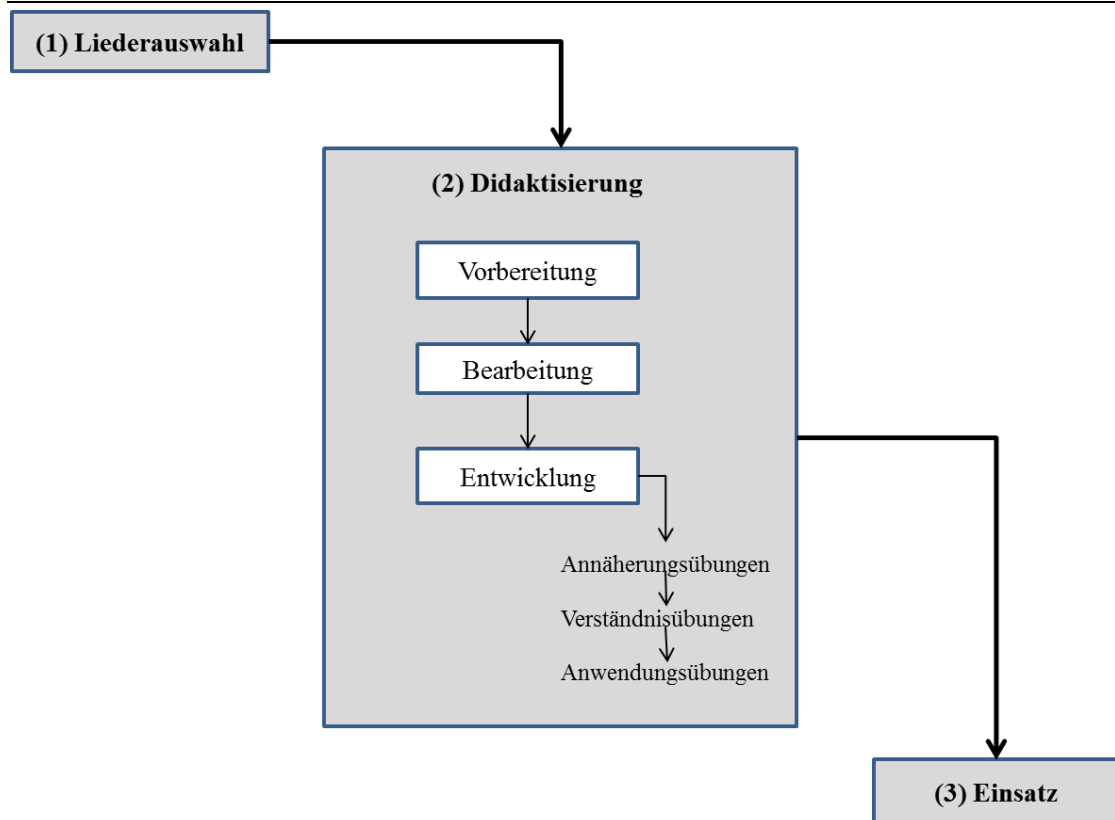 (1) Liederauswahl
(2) Didaktisierung
Vorbereitung
Bearbeitung
Entwicklung
Annäherungsübungen
Verständnisübungen
Anwendungsübungen
(3) Einsatz